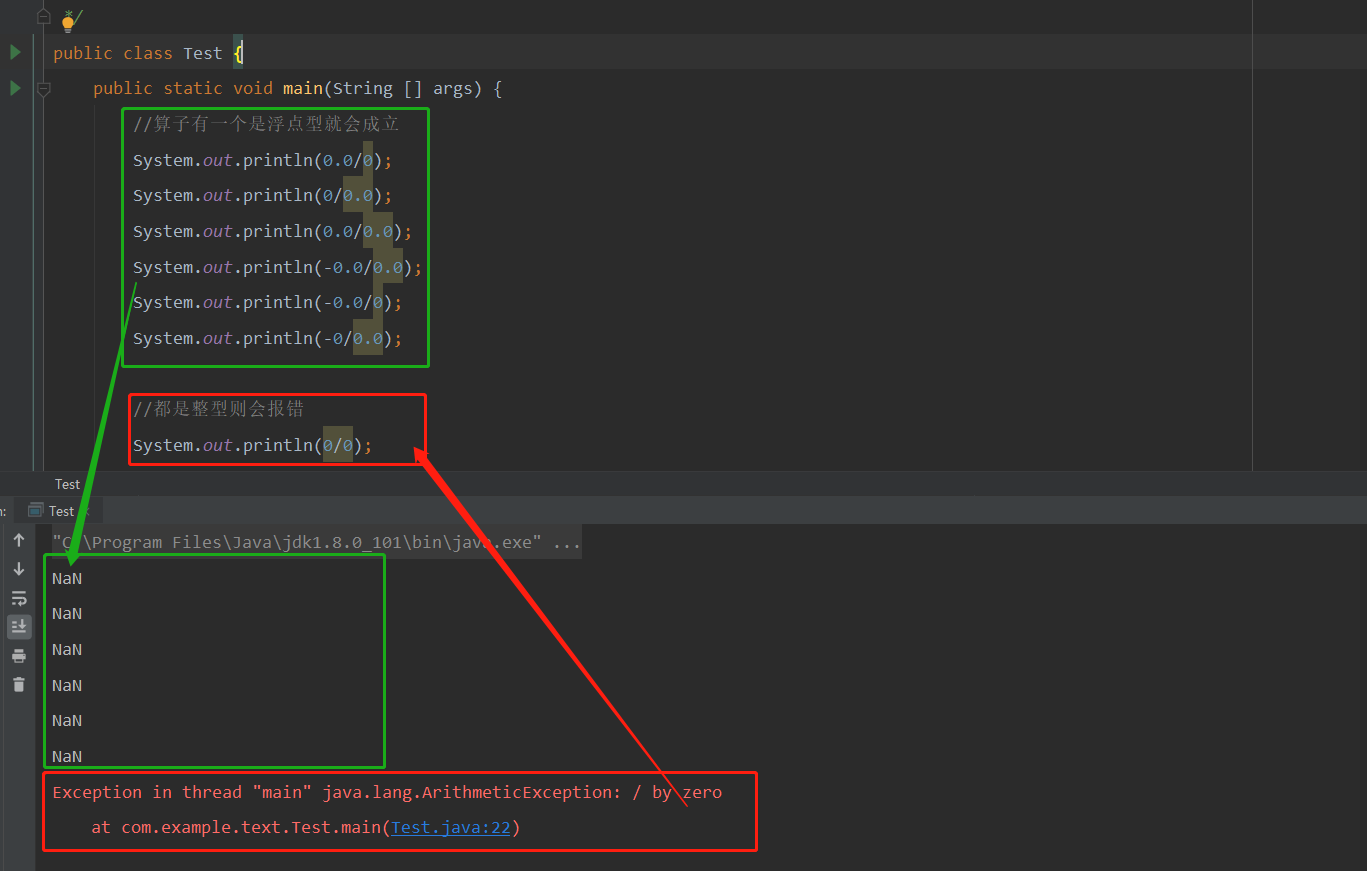 */
public class Test {
public static void main(String [] args) {
//算子有一个是浮点型就会成立
System.out.println(0.0/0);
System.out.println(0/0.0);
System.out.println(0.0/0.0);
System.out.println(-0.0/0.0);
System.out.println(-0.0/0);
System.out.println(-0/0.0);
//都是整型则会报错
System.out.println(0/0);
Test
Test
"C:\Program Files\Java\jdk1.8.0_101\bin\java.exe" ...
NaN
NaN
NaN
NaN
NaN
NaN
Exception in thread "main" java.lang.ArithmeticException: / by zero
at com.example.text.Test.main(Test.java:22)